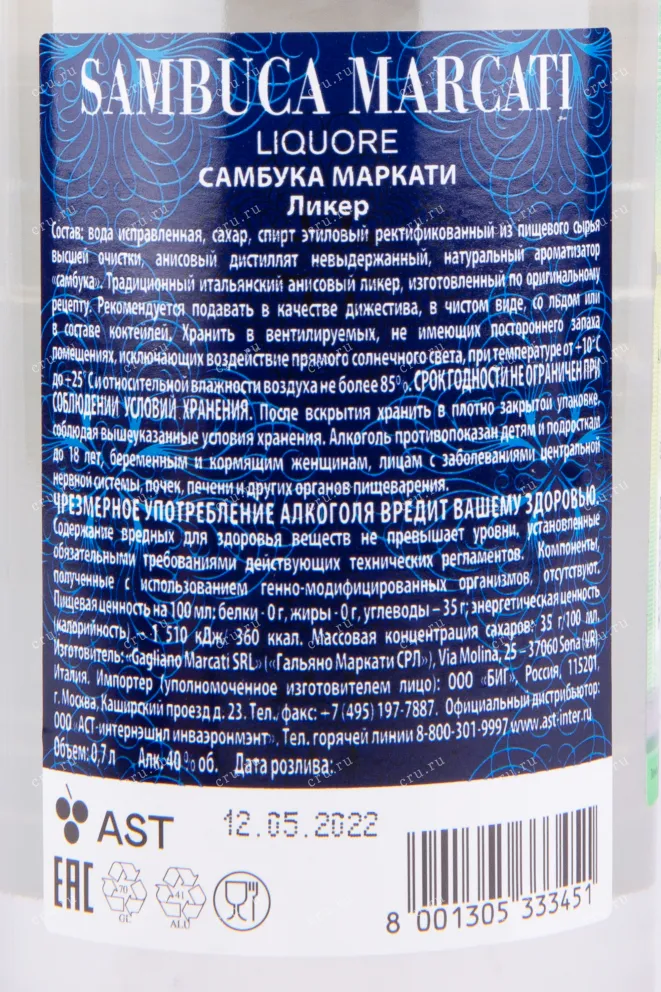 SAMBUCA MARCATI
LIQUORE
САМБУКА МАРКАТИ
Ликер
Состав: вода исправленная, сахар, спирт этиловый ректификованный из пищевого сырья
высшей очистки, анисовый дистиллят невыдержанный, натуральный ароматизатор
«самбука». Традиционный итальянский анисовый ликер, изготовленный по оригинальному
рецепту. Рекомендуется подавать в качестве дижестива, в чистом виде, со льдом или
в составе коктейлей. Хранить в вентилируемых, не имеющих постороннего запаха
помещениях, исключающих воздействие прямого солнечного света, при температуре от +10°С
до +25°С и относительной влажности воздуха не более 85%. СРОК ГОДНОСТИ НЕ ОГРАНИЧЕН ПРИ
СОБЛЮДЕНИИ УСЛОВИЙ ХРАНЕНИЯ. После вскрытия хранить в плотно закрытой упаковке,
соблюдая вышеуказанные условия хранения. Алкоголь противопоказан детям и подросткам
до 18 лет, беременным и кормящим женщинам, лицам с заболеваниями центральной
нервной системы, почек, печени и других органов пищеварения.
ЧРЕЗМЕРНОЕ УПОТРЕБЛЕНИЕ АЛКОГОЛЯ ВРЕДИТ ВАШЕМУ ЗДОРОВЬЮ.
Содержание вредных для здоровья веществ не превышает уровни, установленные
обязательными требованиями действующих технических регламентов. Компоненты,
полученные с использованием генно-модифицированных организмов, отсутствуют.
Пищевая ценность на 100 мл: белки - 0 г, жиры - 0 г, углеводы – 35 г; энергетическая ценность
(калорийность) - 1 510 кДж/ 360 ккал. Массовая концентрация сахаров: 35 г/100 мл.
Изготовитель: «Gagliano Marcati SRL» («Гальяно Маркати СРЛ»), Via Molina, 25 – 37060 Sona (VR),
Италия. Импортер (уполномоченное изготовителем лицо): ООО «БИГ», Россия, 115201,
г. Москва, Каширский проезд д. 23. Тел./факс: +7 (495) 197-7887. Официальный дистрибьютор:
ООО «АСТ-интернэшнл инваэронмэнт», Тел. горячей линии 8-800-301-9997 www.ast-inter.ru.
Объем: 0,7 л Алк. 40 % об. Дата розлива:
AST
12.05.2022
EAC
70
GL
41
ALU
8 001305 333451
cru.ru